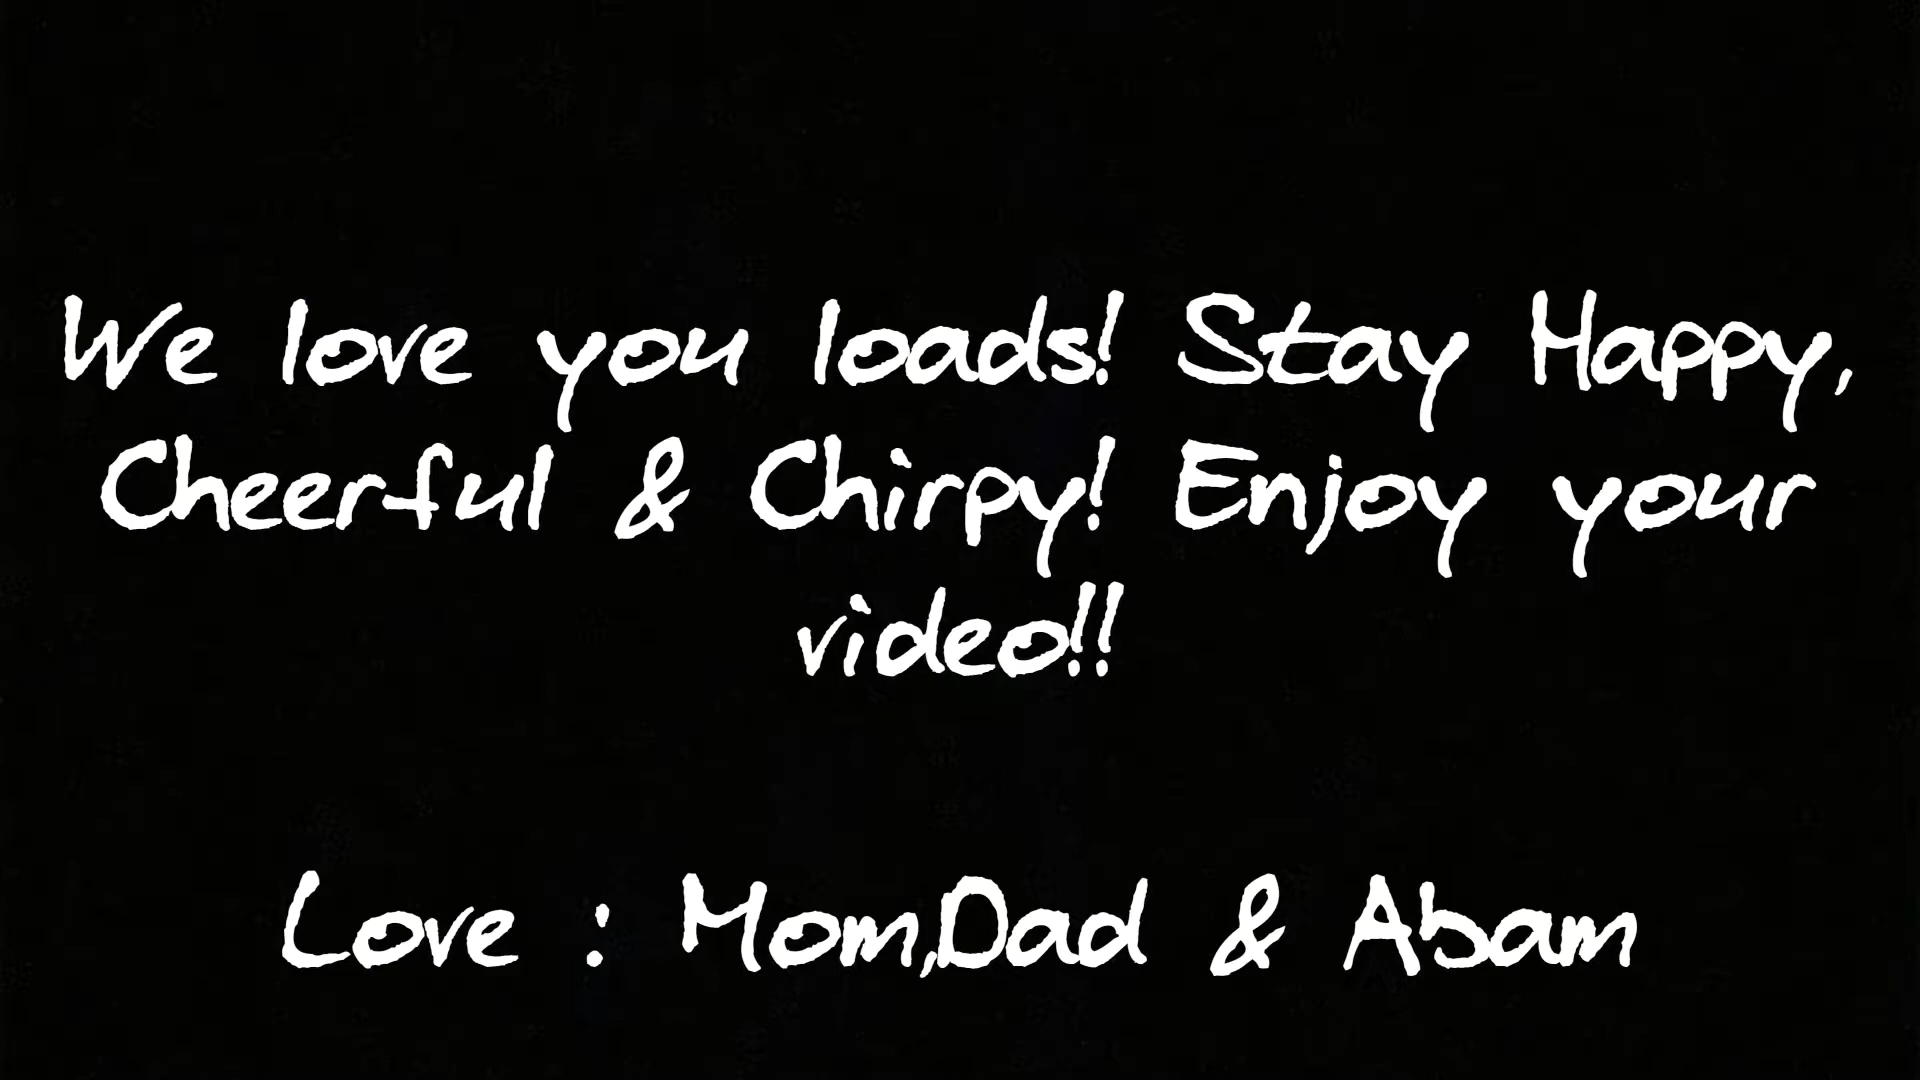 We love you loads! Stay Happy,
Cheerful & Chirpy! Enjoy your
video!!
Love : Mom,Dad & Abam